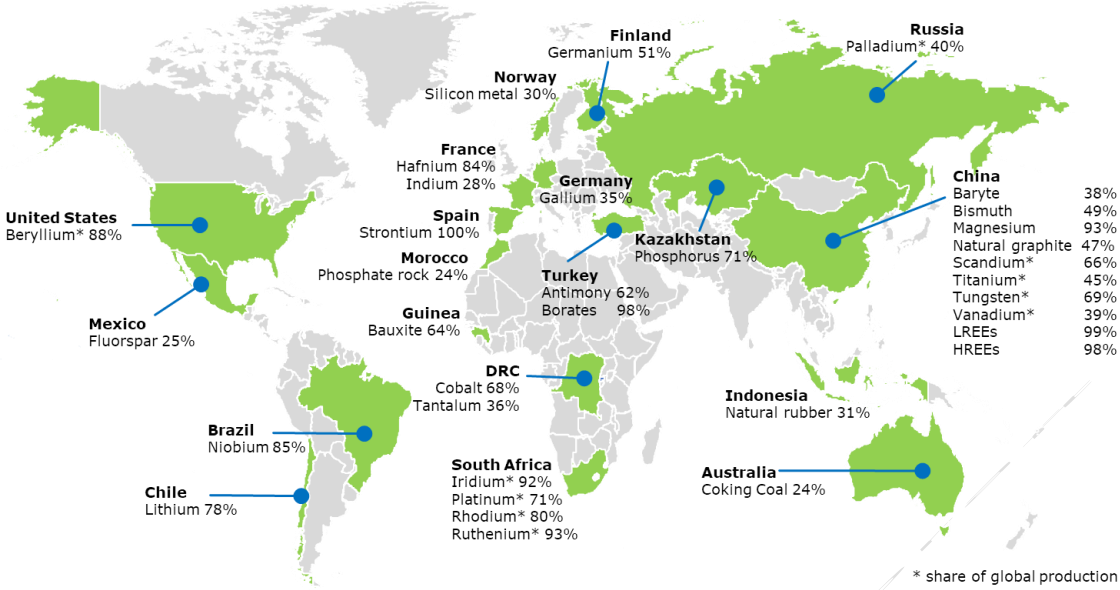 Finland
Germanium 51%
Russia
Palladium* 40%
Norway
Silicon metal 30%
France
Hafnium 84%
Indium 28%
Germany
Gallium 35%
China
Baryte 38%
Bismuth 49%
Magnesium 93%
Natural graphite 47%
Scandium* 66%
Titanium* 45%
Tungsten* 69%
Vanadium* 39%
LREEs 99%
HREEs 98%
United States
Beryllium* 88%
Spain
Strontium 100%
Kazakhstan
Phosphorus 71%
Morocco
Phosphate rock 24%
Turkey
Antimony 62%
Borates 98%
Mexico
Fluorspar 25%
Guinea
Bauxite 64%
DRC
Cobalt 68%
Tantalum 36%
Indonesia
Natural rubber 31%
Brazil
Niobium 85%
South Africa
Iridium* 92%
Platinum* 71%
Rhodium* 80%
Ruthenium* 93%
Australia
Coking Coal 24%
Chile
Lithium 78%
* share of global production